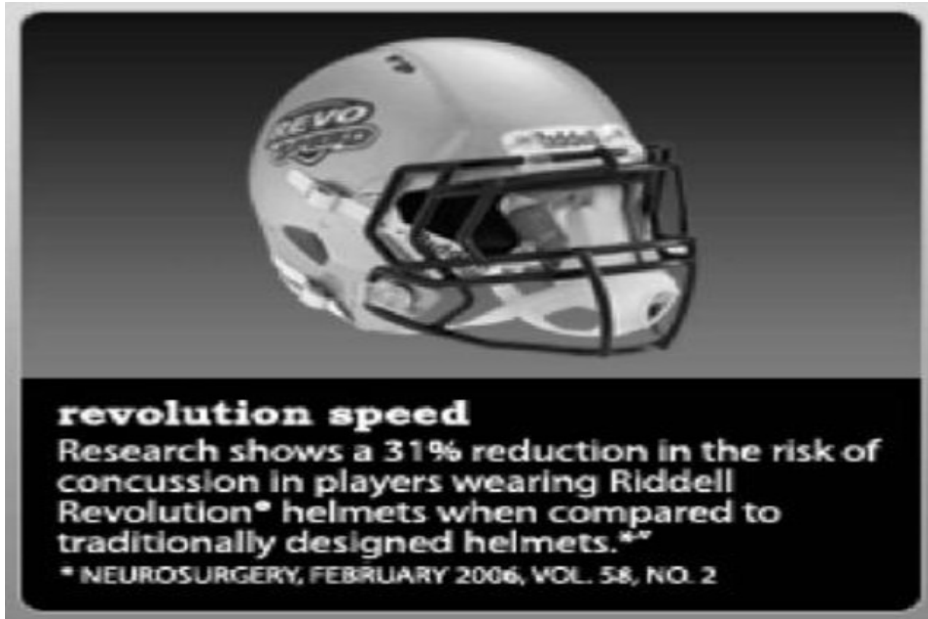 REVO
SPEED
Riddell
revolution speed
Research shows a 31% reduction in the risk of
concussion in players wearing Riddell
Revolution® helmets when compared to
traditionally designed helmets.*"
* NEUROSURGERY, FEBRUARY 2006, VOL. 58, NO. 2